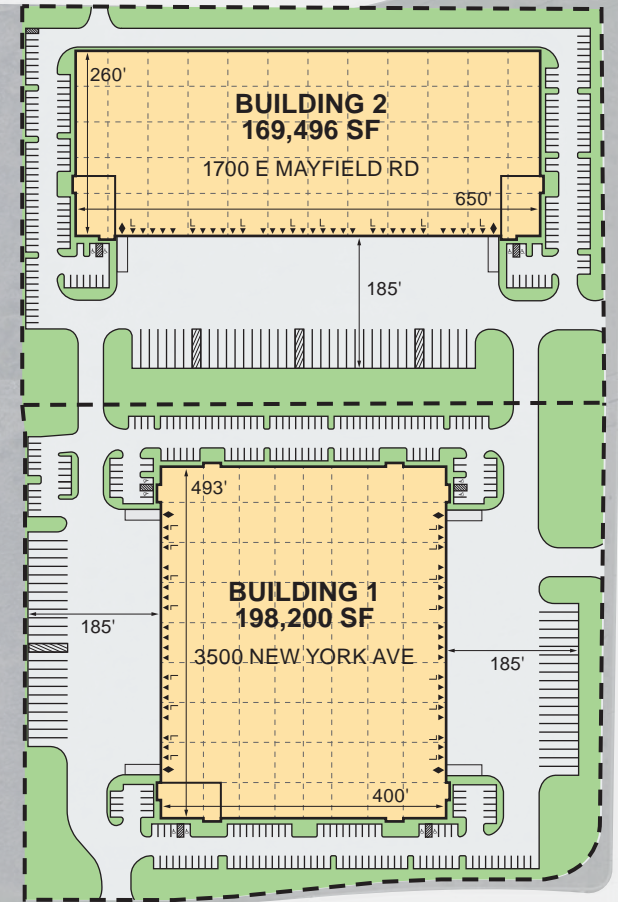 260'
BUILDING 2
169,496 SF
1700 E MAYFIELD RD
650'
185'
493'
BUILDING 1
198,200 SF
3500 NEW YORK AVE
185'
185'
400'